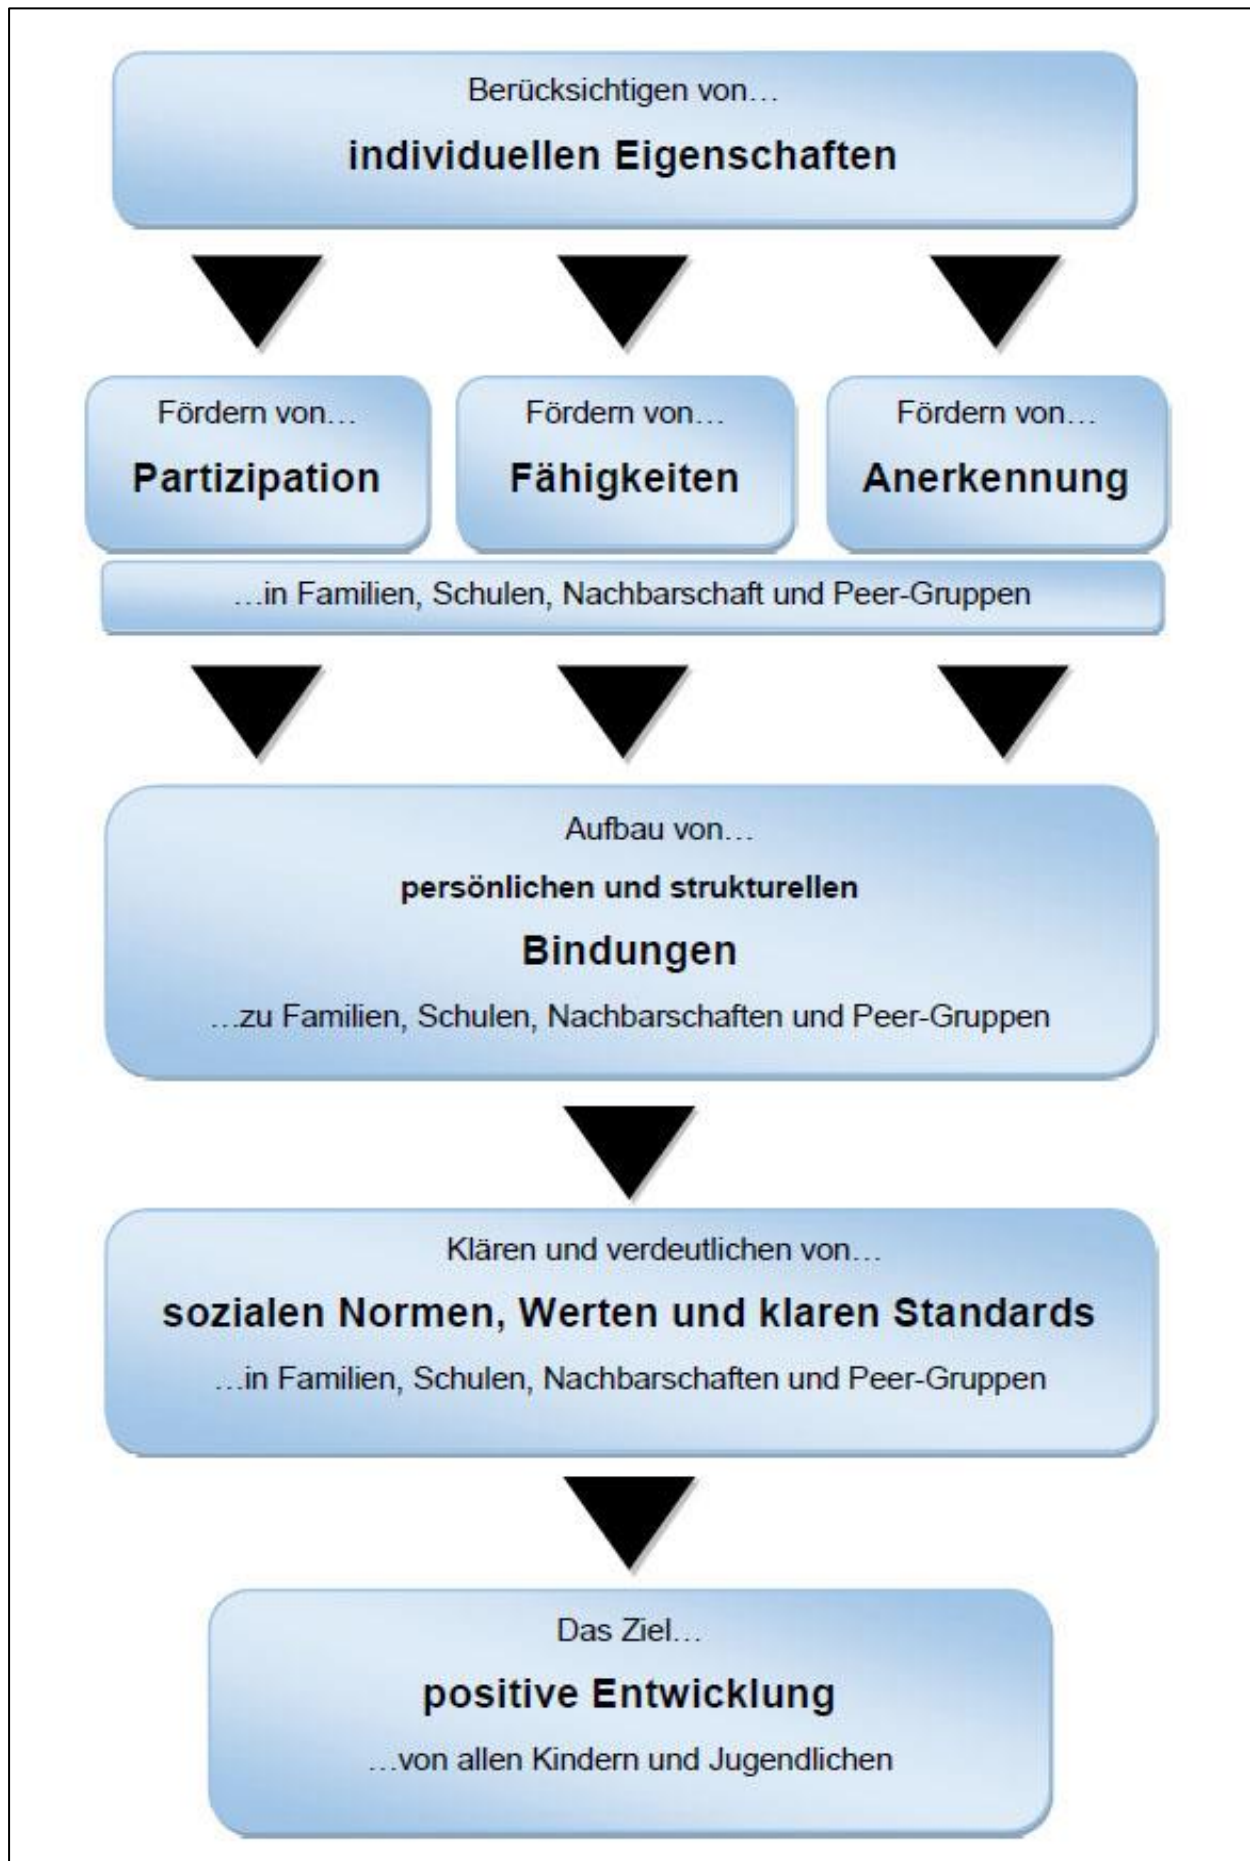 Berücksichtigen von…
individuellen Eigenschaften
Fördern von…
Partizipation
Fördern von…
Fähigkeiten
Fördern von…
Anerkennung
…in Familien, Schulen, Nachbarschaft und Peer-Gruppen
Aufbau von…
persönlichen und strukturellen
Bindungen
…zu Familien, Schulen, Nachbarschaften und Peer-Gruppen
Klären und verdeutlichen von…
sozialen Normen, Werten und klaren Standards
…in Familien, Schulen, Nachbarschaften und Peer-Gruppen
Das Ziel…
positive Entwicklung
…von allen Kindern und Jugendlichen